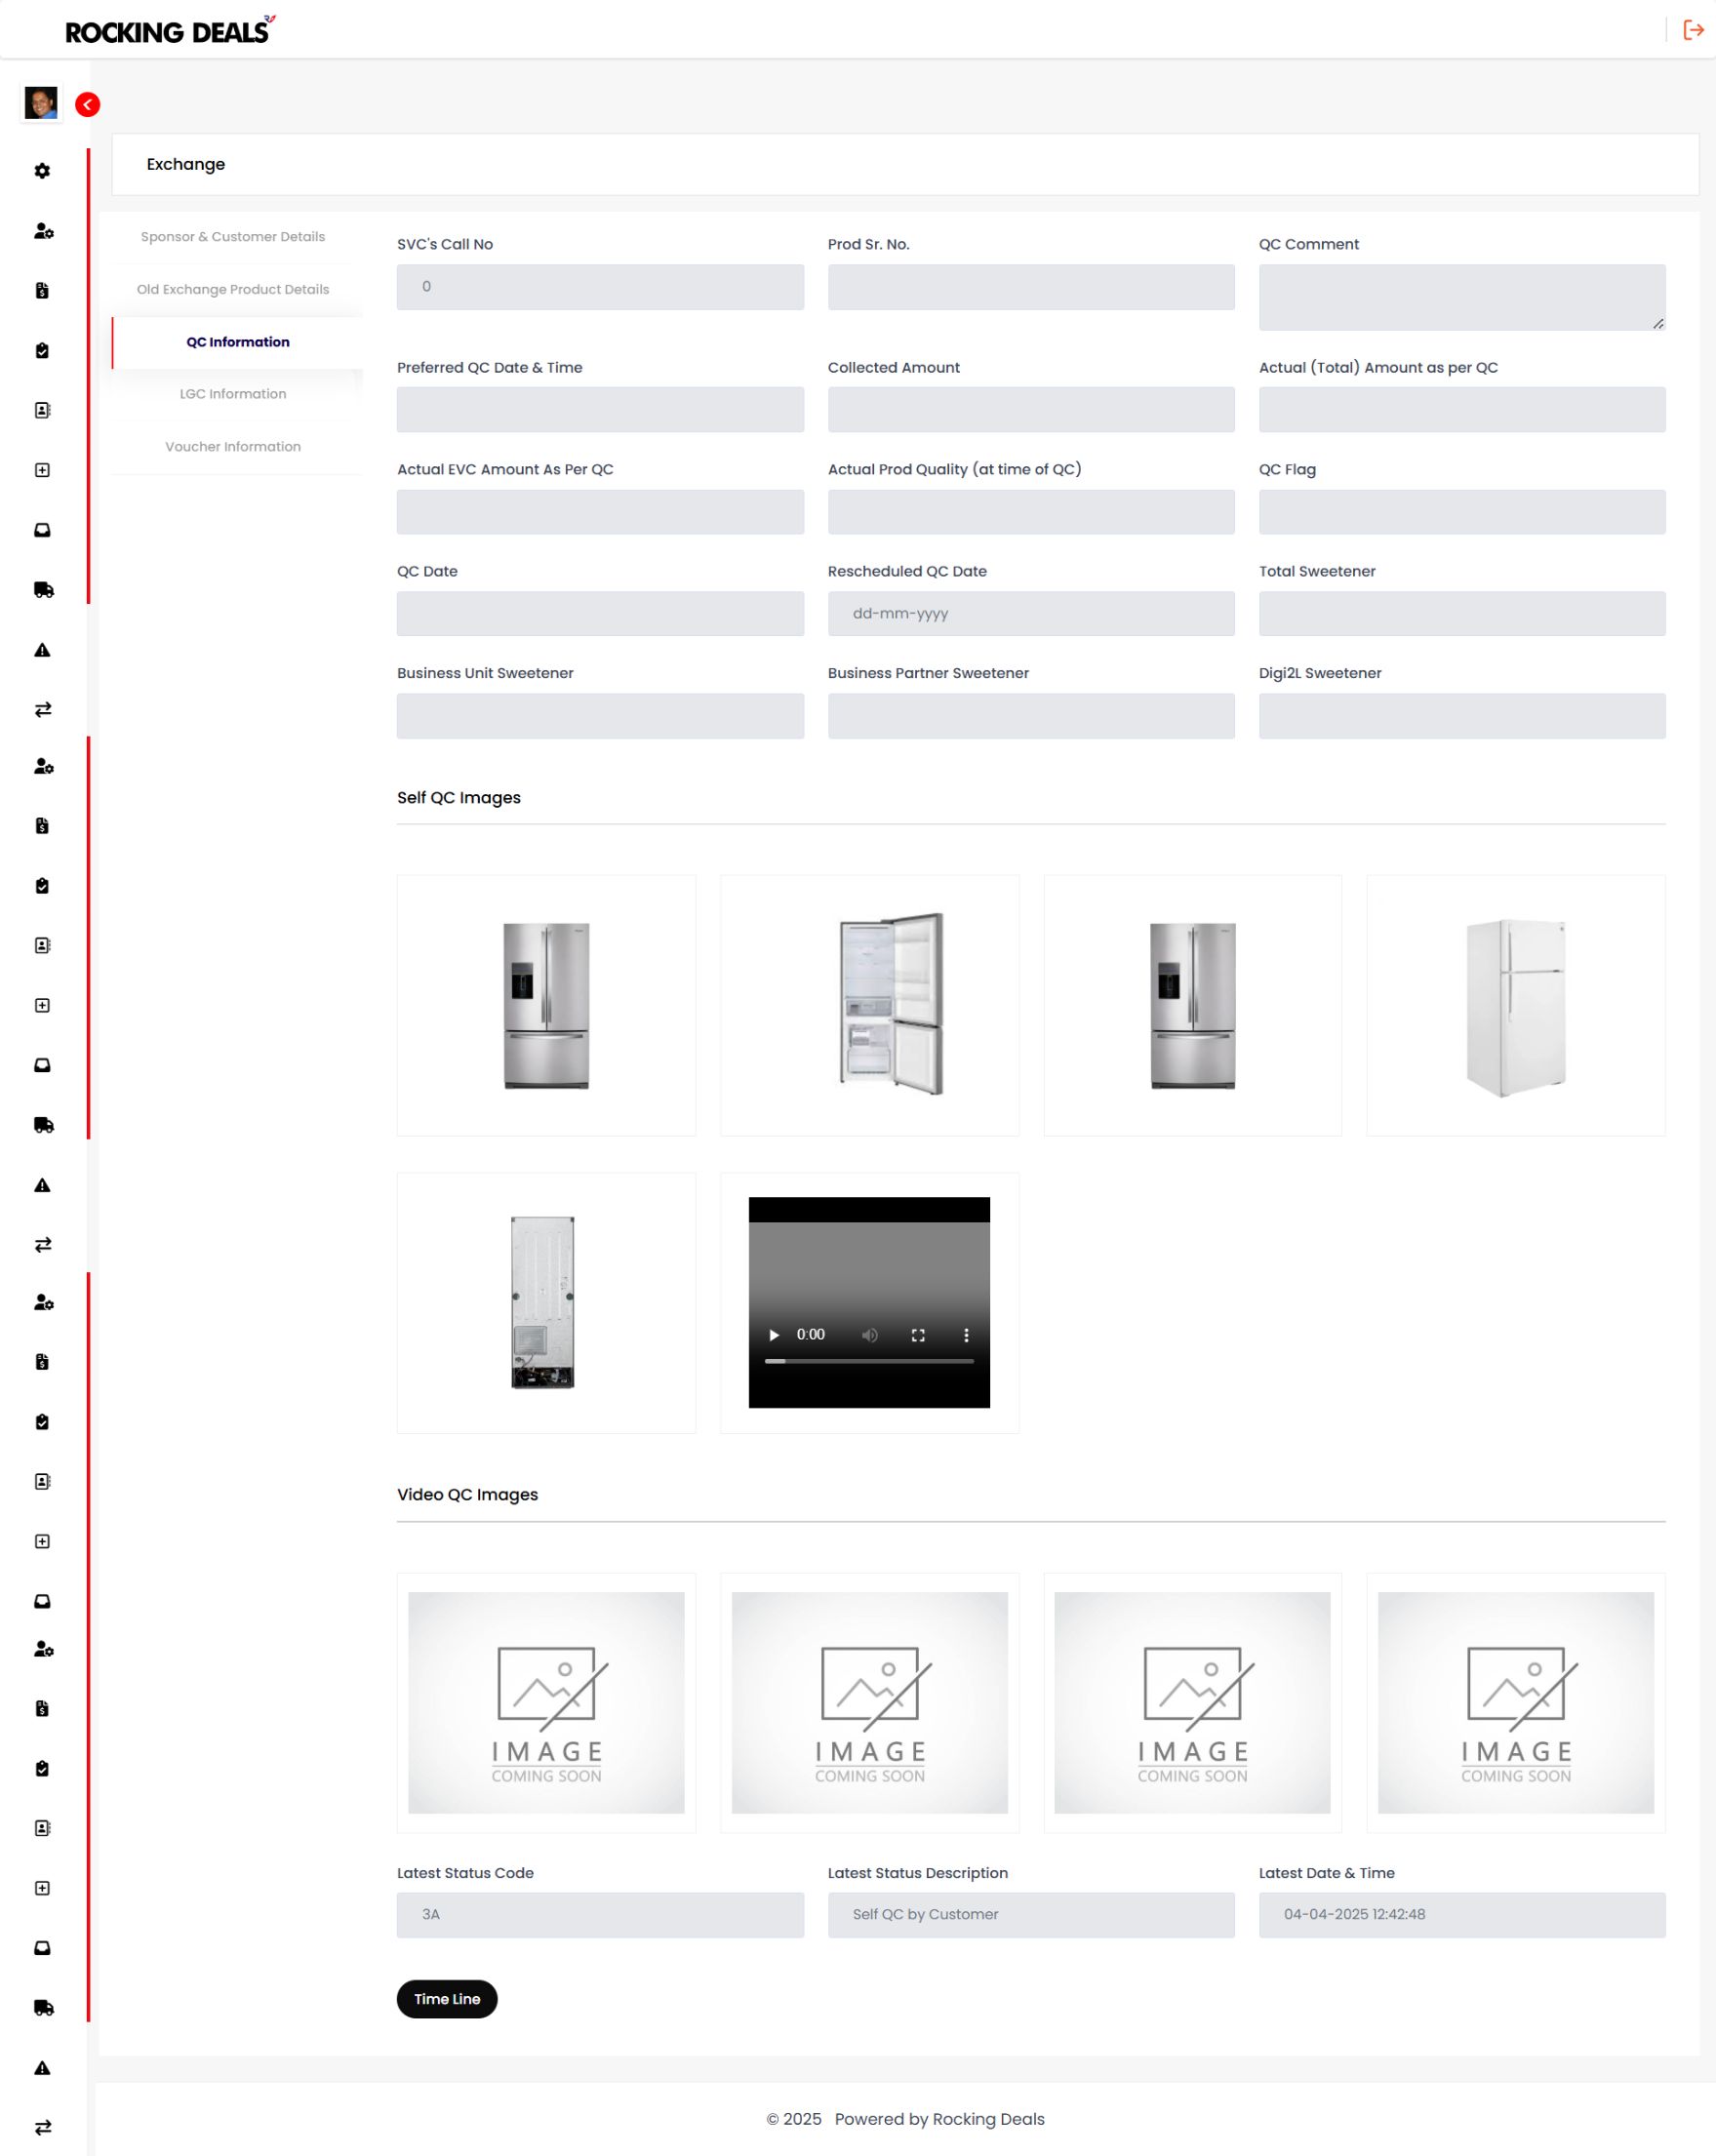 ROCKING DEALS
Exchange
Sponsor & Customer Details
Old Exchange Product Details
QC Information
LGC Information
Voucher Information
SVC's Call No
Prod Sr. No.
QC Comment
0
Preferred QC Date & Time
Collected Amount
Actual (Total) Amount as per QC
Actual EVC Amount As Per QC
Actual Prod Quality (at time of QC)
QC Flag
QC Date
Rescheduled QC Date
Total Sweetener
dd-mm-yyyy
Business Unit Sweetener
Business Partner Sweetener
Digi2L Sweetener
Self QC Images
0:00
Video QC Images
IMAGE
COMING SOON
IMAGE
COMING SOON
IMAGE
COMING SOON
IMAGE
COMING SOON
Latest Status Code
Latest Status Description
Latest Date & Time
3A
Self QC by Customer
04-04-2025 12:42:48
Time Line
© 2025 Powered by Rocking Deals